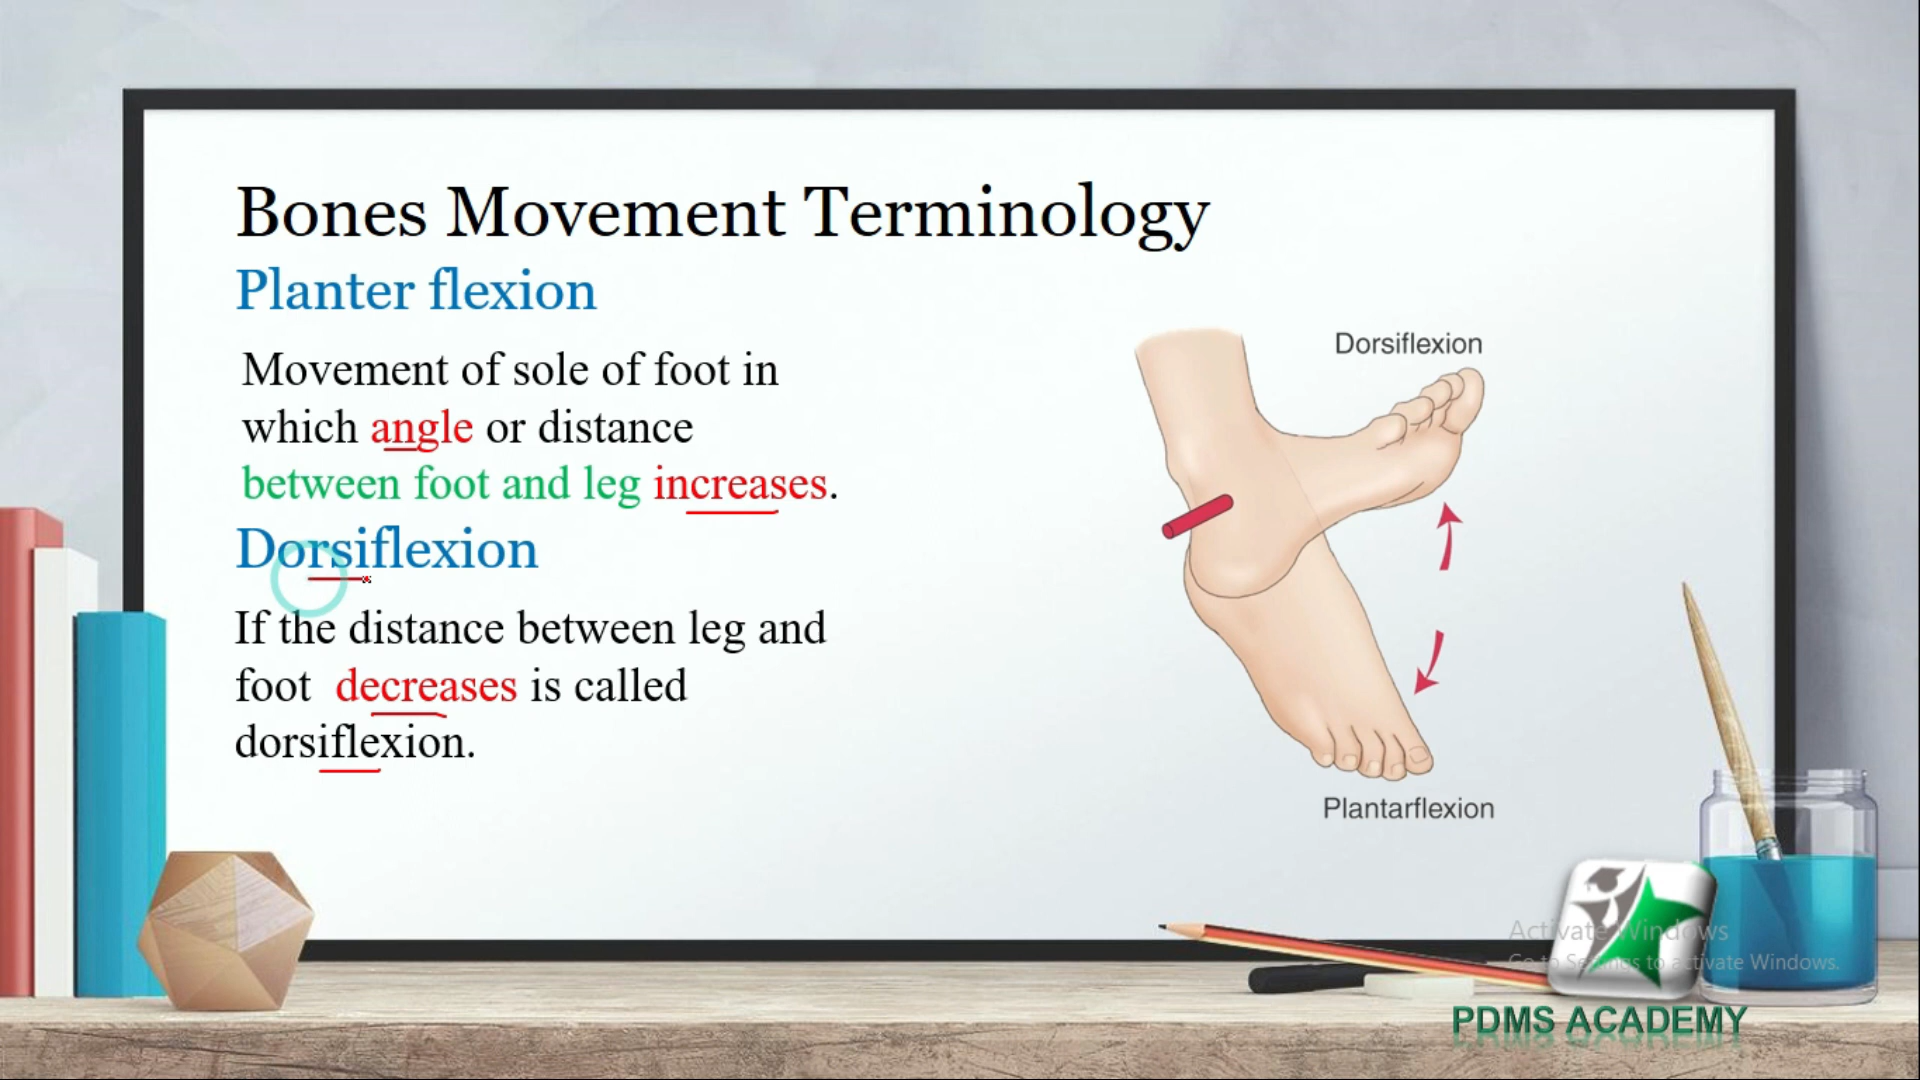 Bones Movement Terminology
Planter flexion
Movement of sole of foot in
which angle or distance
between foot and leg increases.
Dorsiflexion
If the distance between leg and
foot decreases is called
dorsiflexion.
Dorsiflexion
Plantarflexion
Activate Windows
Go to Settings to activate Windows.
PDMS ACADEMY